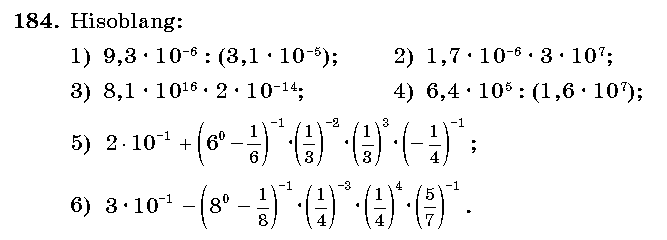 184. Hisoblang:
1) 9,3 · 10⁻⁶ : (3,1 · 10⁻⁵); 2) 1,7 · 10⁻⁶ · 3 · 10⁷;
3) 8,1 · 10¹⁶ · 2 · 10⁻¹⁴; 4) 6,4 · 10⁵ : (1,6 · 10⁷);
5) 2 · 10⁻¹ + (6⁰ − 1/6)⁻¹ · (1/3)⁻² · (1/3)³ · (− 1/4)⁻¹ ;
6) 3 · 10⁻¹ − (8⁰ − 1/8)⁻¹ · (1/4)⁻³ · (1/4)⁴ · (5/7)⁻¹ .